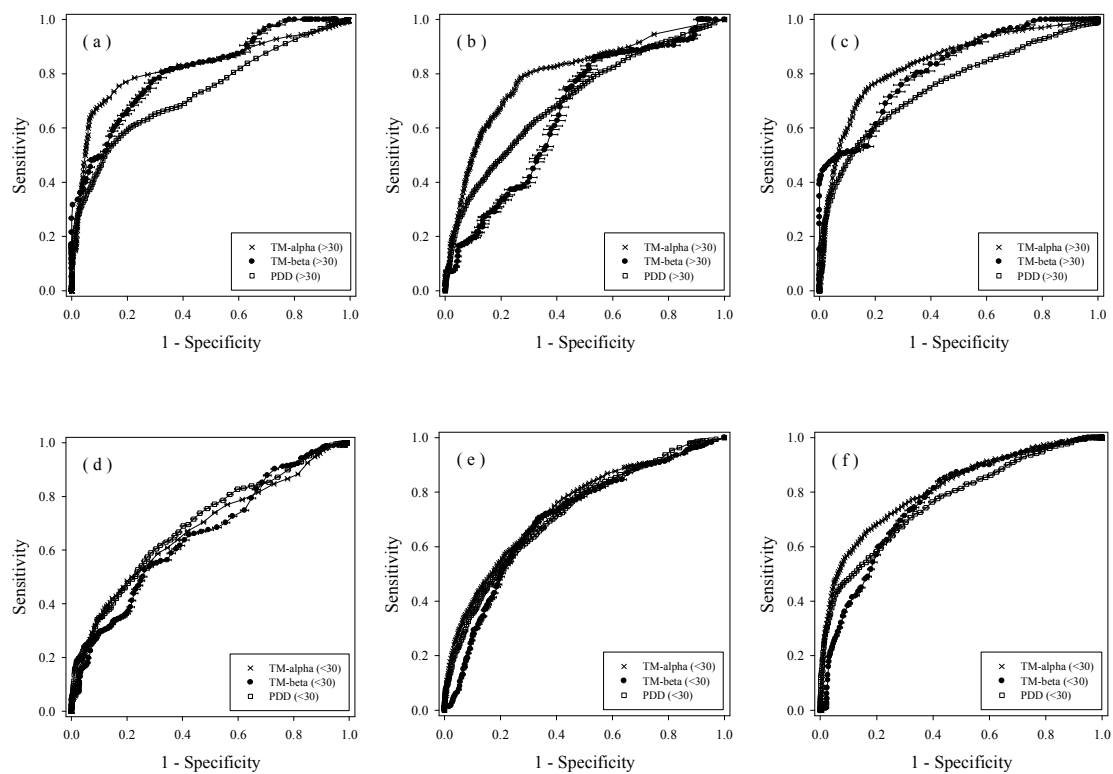 ( a )
1.0
0.8
0.6
0.4
0.2
0.0
Sensitivity
TM-alpha (>30)
TM-beta (>30)
PDD (>30)
0.0 0.2 0.4 0.6 0.8 1.0
1 - Specificity
( b )
1.0
0.8
0.6
0.4
0.2
0.0
Sensitivity
TM-alpha (>30)
TM-beta (>30)
PDD (>30)
0.0 0.2 0.4 0.6 0.8 1.0
1 - Specificity
( c )
1.0
0.8
0.6
0.4
0.2
0.0
Sensitivity
TM-alpha (>30)
TM-beta (>30)
PDD (>30)
0.0 0.2 0.4 0.6 0.8 1.0
1 - Specificity
( d )
1.0
0.8
0.6
0.4
0.2
0.0
Sensitivity
TM-alpha (<30)
TM-beta (<30)
PDD (<30)
0.0 0.2 0.4 0.6 0.8 1.0
1 - Specificity
( e )
1.0
0.8
0.6
0.4
0.2
0.0
Sensitivity
TM-alpha (<30)
TM-beta (<30)
PDD (<30)
0.0 0.2 0.4 0.6 0.8 1.0
1 - Specificity
( f )
1.0
0.8
0.6
0.4
0.2
0.0
Sensitivity
TM-alpha (<30)
TM-beta (<30)
PDD (<30)
0.0 0.2 0.4 0.6 0.8 1.0
1 - Specificity